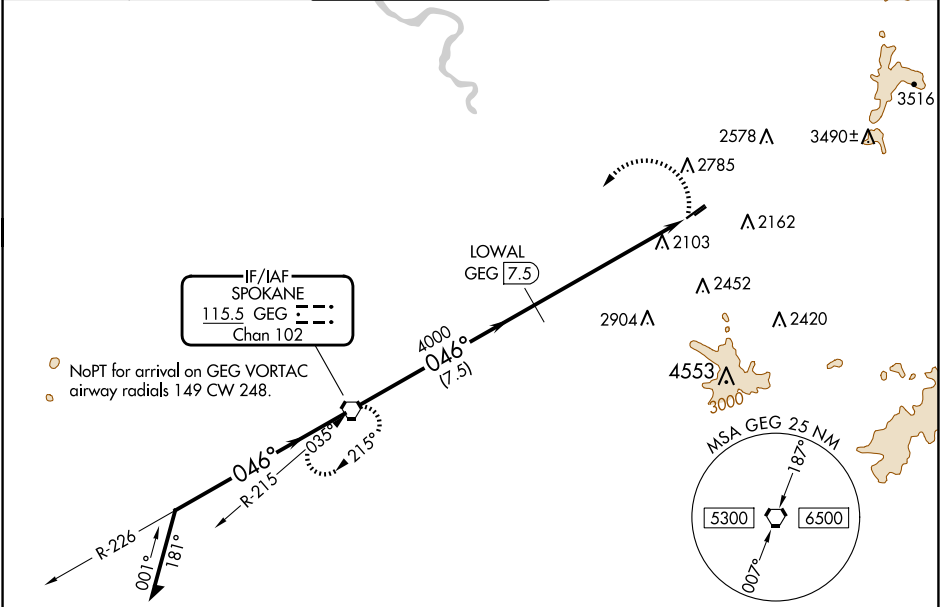 3516
2578
3490±
2785
2162
2103
LOWAL
GEG 7.5
IF/IAF
SPOKANE
115.5 GEG
Chan 102
2452
2904
2420
4000
046°
(7.5)
NoPT for arrival on GEG VORTAC
airway radials 149 CW 248.
4553
3000
046°
035°
215°
R-215
MSA GEG 25 NM
187°
5300
6500
007°
R-226
001°
181°